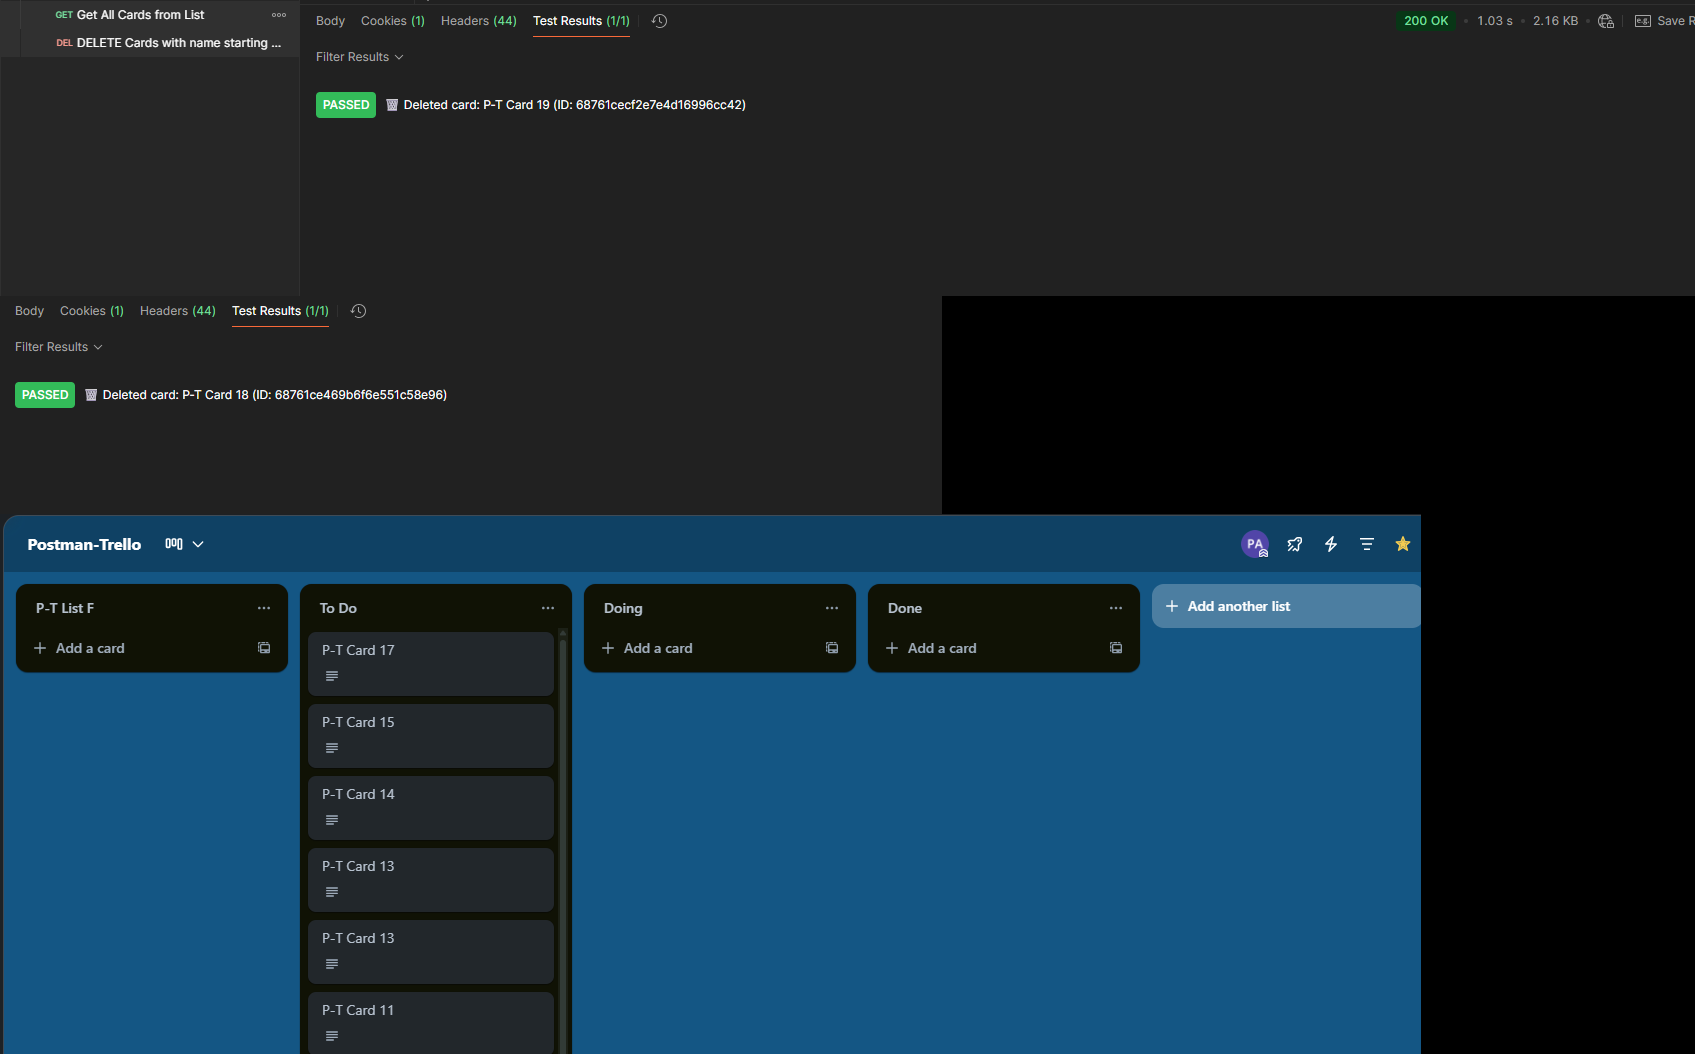 GET Get All Cards from List
DEL DELETE Cards with name starting ...
Body Cookies (1) Headers (44) Test Results (1/1)
200 OK • 1.03 s • 2.16 KB • e.g. Save R
Filter Results
PASSED Deleted card: P-T Card 19 (ID: 68761cecf2e7e4d16996cc42)
Body Cookies (1) Headers (44) Test Results (1/1)
Filter Results
PASSED Deleted card: P-T Card 18 (ID: 68761ce469b6f6e551c58e96)
Postman-Trello
PA
P-T List F
+ Add a card
To Do
P-T Card 17
P-T Card 15
P-T Card 14
P-T Card 13
P-T Card 13
P-T Card 11
Doing
+ Add a card
Done
+ Add a card
+ Add another list